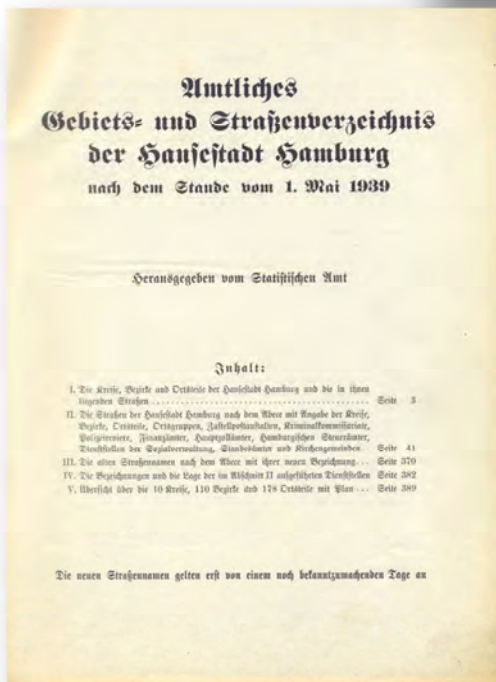 Amtliches
Gebiets- und Straßenverzeichnis
der Hansestadt Hamburg
nach dem Stande vom 1. Mai 1939
Herausgegeben vom Statistischen Amt
Inhalt:
I. Die Kreise, Bezirke und Ortsteile der Hansestadt Hamburg und die in ihnen
liegenden Straßen ........ Seite 3
II. Die Straßen der Hansestadt Hamburg nach dem Abece mit Angabe der Kreise,
Bezirke, Ortsteile, Ortsgruppen, Zustellpostanstalten, Kriminalkommissariate,
Polizeireviere, Finanzämter, Hauptzollämter, Hamburgischen Steuerämter,
Dienststellen der Sozialverwaltung, Standesämter und Kirchengemeinden.. Seite 41
III. Die alten Straßennamen nach dem Abece mit ihrer neuen Bezeichnung... Seite 370
IV. Die Bezeichnungen und die Lage der im Abschnitt II aufgeführten Dienststellen Seite 382
V. Übersicht über die 10 Kreise, 110 Bezirke und 178 Ortsteile mit Plan ... Seite 389
Die neuen Straßennamen gelten erst von einem noch bekanntzumachenden Tage an